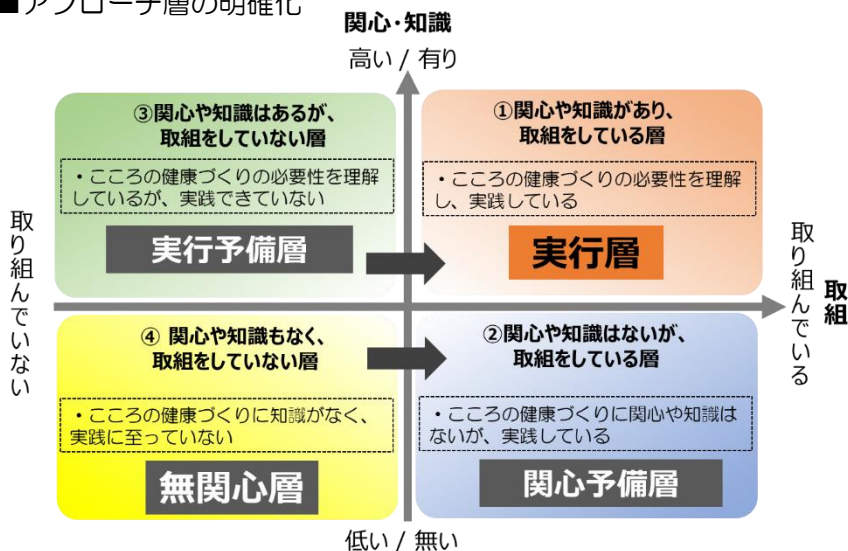 ■アプローチ層の明確化
関心・知識
高い / 有り
③関心や知識はあるが、
取組をしていない層
・こころの健康づくりの必要性を理解
しているが、実践できていない
実行予備層
①関心や知識があり、
取組をしている層
・こころの健康づくりの必要性を理解
し、実践している
実行層
取り組んでいない
取り組んでいる
取組
④ 関心や知識もなく、
取組をしていない層
・こころの健康づくりに知識がなく、
実践に至っていない
無関心層
②関心や知識はないが、
取組をしている層
・こころの健康づくりに関心や知識は
ないが、実践している
関心予備層
低い / 無い